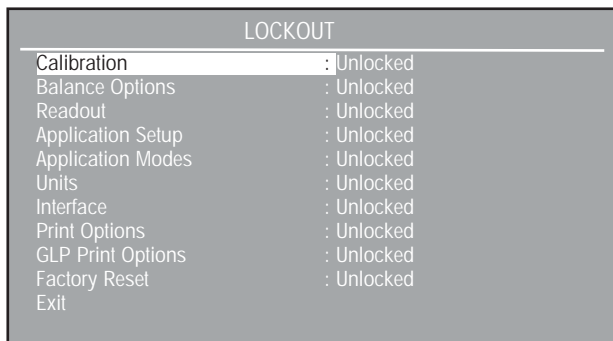 LOCKOUT
Calibration : Unlocked
Balance Options : Unlocked
Readout : Unlocked
Application Setup : Unlocked
Application Modes : Unlocked
Units : Unlocked
Interface : Unlocked
Print Options : Unlocked
GLP Print Options : Unlocked
Factory Reset : Unlocked
Exit